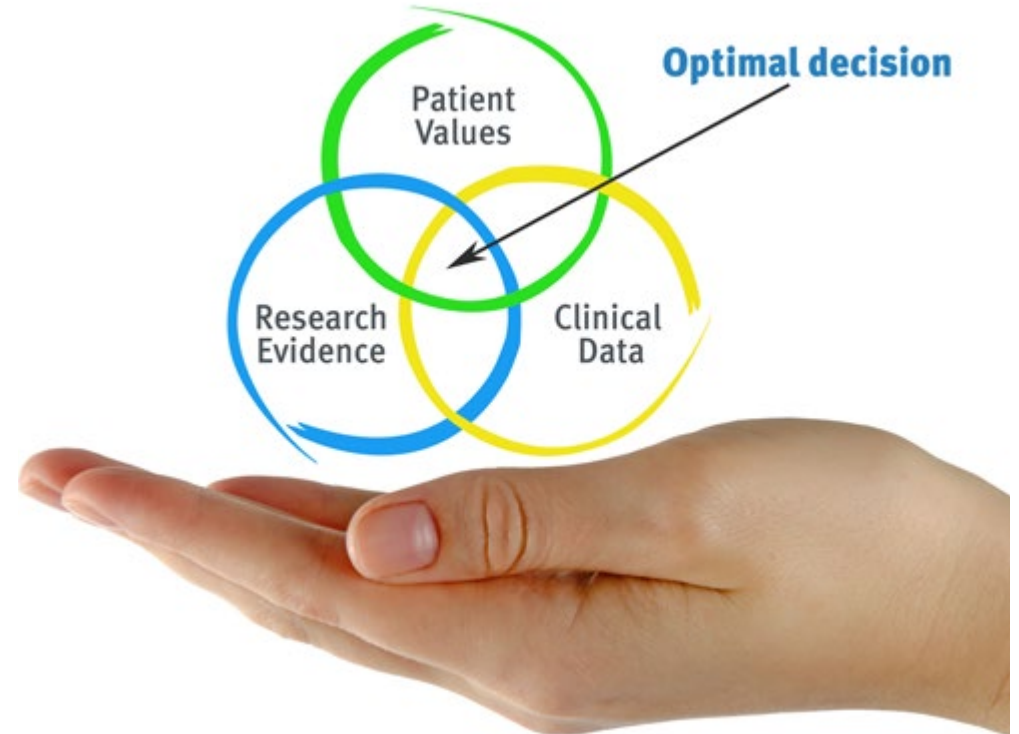 Optimal decision
Patient
Values
Research
Evidence
Clinical
Data